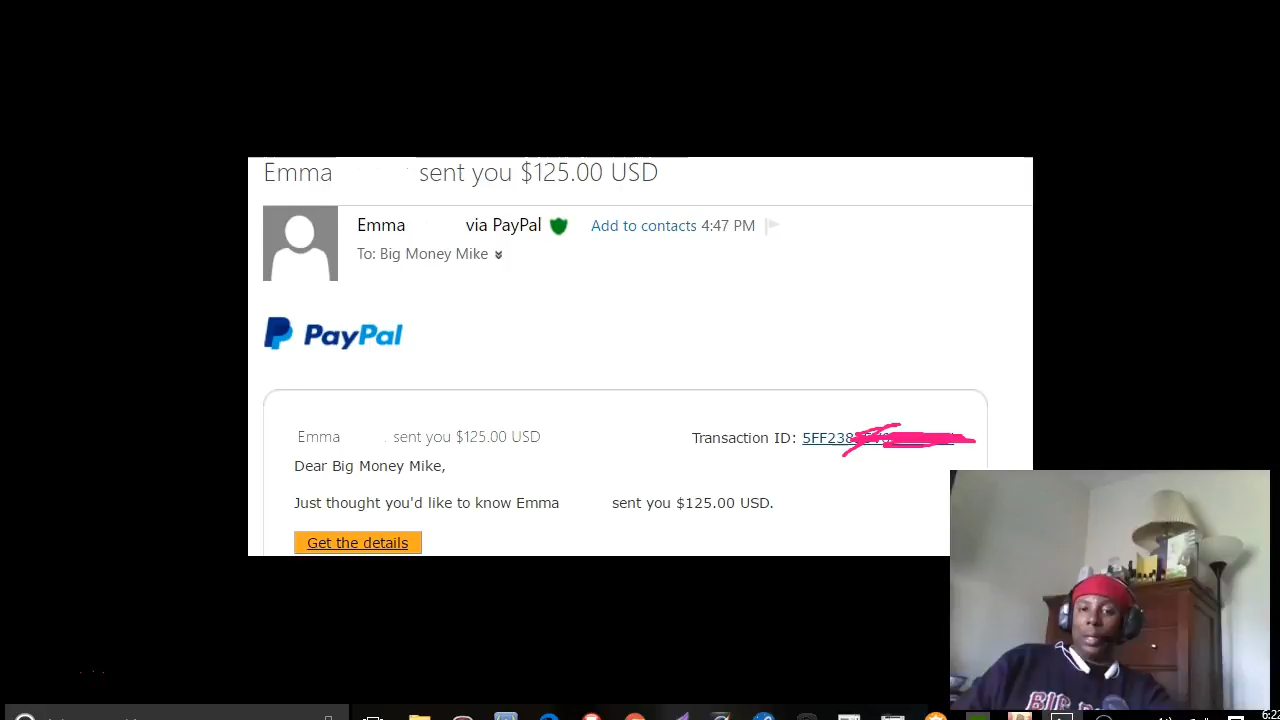 Emma sent you $125.00 USD
Emma via PayPal Add to contacts 4:47 PM
To: Big Money Mike
PayPal
Emma sent you $125.00 USD Transaction ID: 5FF238
Dear Big Money Mike,
Just thought you'd like to know Emma sent you $125.00 USD.
Get the details
BIG